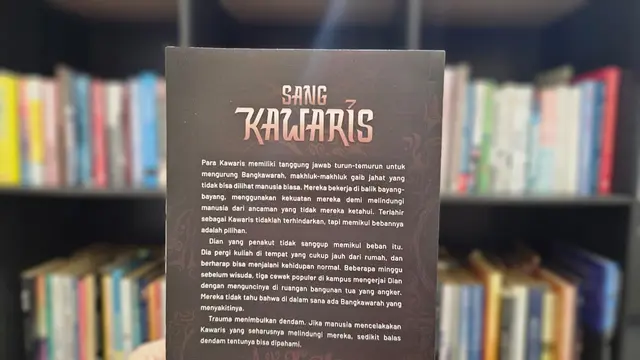 SANG
KAWARIS
Para Kawaris memiliki tanggung jawab turun-temurun untuk
mengurung Bangkawarah, makhluk-makhluk gaib jahat yang
tidak bisa dilihat manusia biasa. Mereka bekerja di balik bayang-
bayang, menggunakan kekuatan mereka demi melindungi
manusia dari ancaman yang tidak mereka ketahui. Terlahir
sebagai Kawaris tidaklah terhindarkan, tapi memikul bebannya
adalah pilihan.
Dian yang penakut tidak sanggup memikul beban itu.
Dia pergi kuliah di tempat yang cukup jauh dari rumah, dan
berharap bisa menjalani kehidupan normal. Beberapa minggu
sebelum wisuda, tiga cewek populer di kampus mengerjai Dian
dengan menguncinya di ruangan bangunan tua yang angker.
Mereka tidak tahu bahwa di dalam sana ada Bangkawarah yang
menyakitinya.
Trauma menimbulkan dendam. Jika manusia mencelakakan
Kawaris yang seharusnya melindungi mereka, sedikit balas
dendam tentunya bisa dipahami.